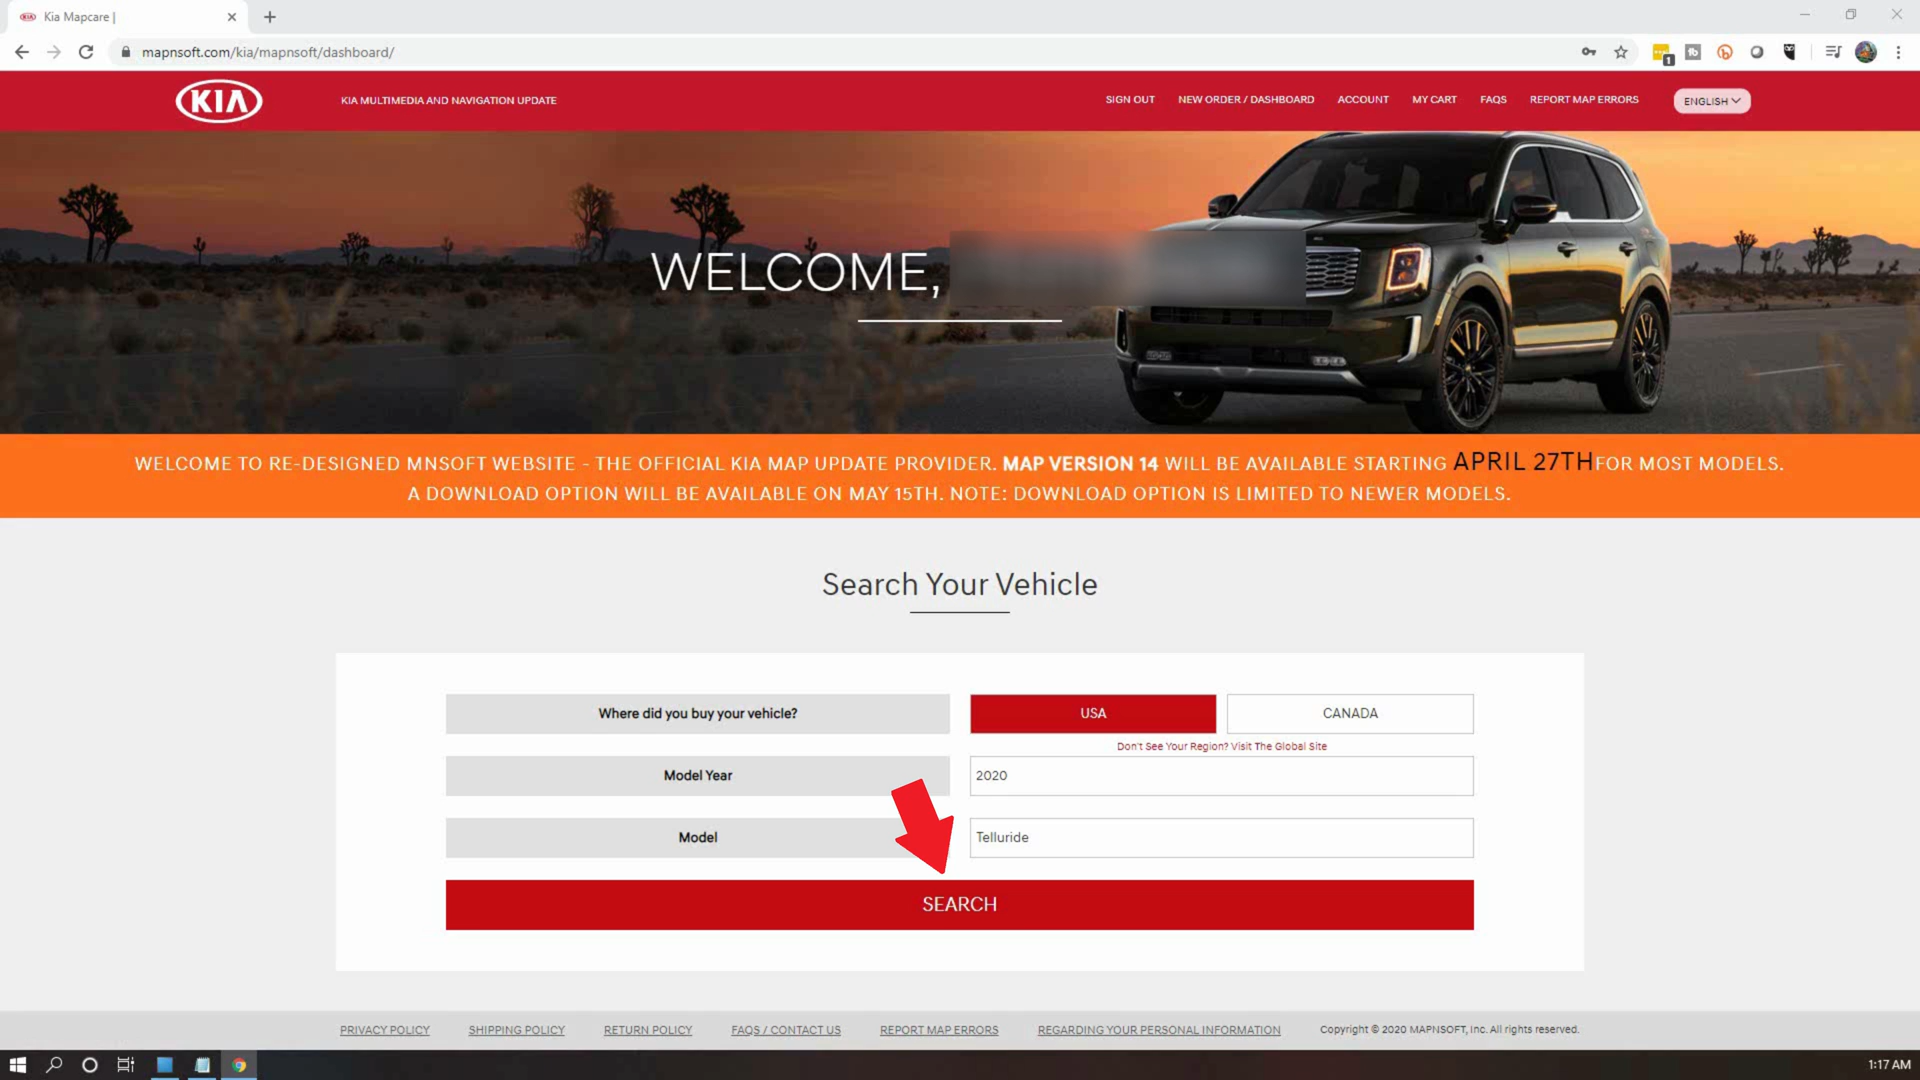 Kia Mapcare |
mapnsoft.com/kia/mapnsoft/dashboard/
1
KIA
KIA MULTIMEDIA AND NAVIGATION UPDATE
SIGN OUT NEW ORDER / DASHBOARD ACCOUNT MY CART FAQS REPORT MAP ERRORS ENGLISH
WELCOME,
WELCOME TO RE-DESIGNED MNSOFT WEBSITE - THE OFFICIAL KIA MAP UPDATE PROVIDER. MAP VERSION 14 WILL BE AVAILABLE STARTING APRIL 27TH FOR MOST MODELS.
A DOWNLOAD OPTION WILL BE AVAILABLE ON MAY 15TH. NOTE: DOWNLOAD OPTION IS LIMITED TO NEWER MODELS.
Search Your Vehicle
Where did you buy your vehicle? USA CANADA
Don't See Your Region? Visit The Global Site
Model Year 2020
Model Telluride
SEARCH
PRIVACY POLICY SHIPPING POLICY RETURN POLICY FAQS / CONTACT US REPORT MAP ERRORS REGARDING YOUR PERSONAL INFORMATION Copyright © 2020 MAPNSOFT, Inc. All rights reserved.
1:17 AM